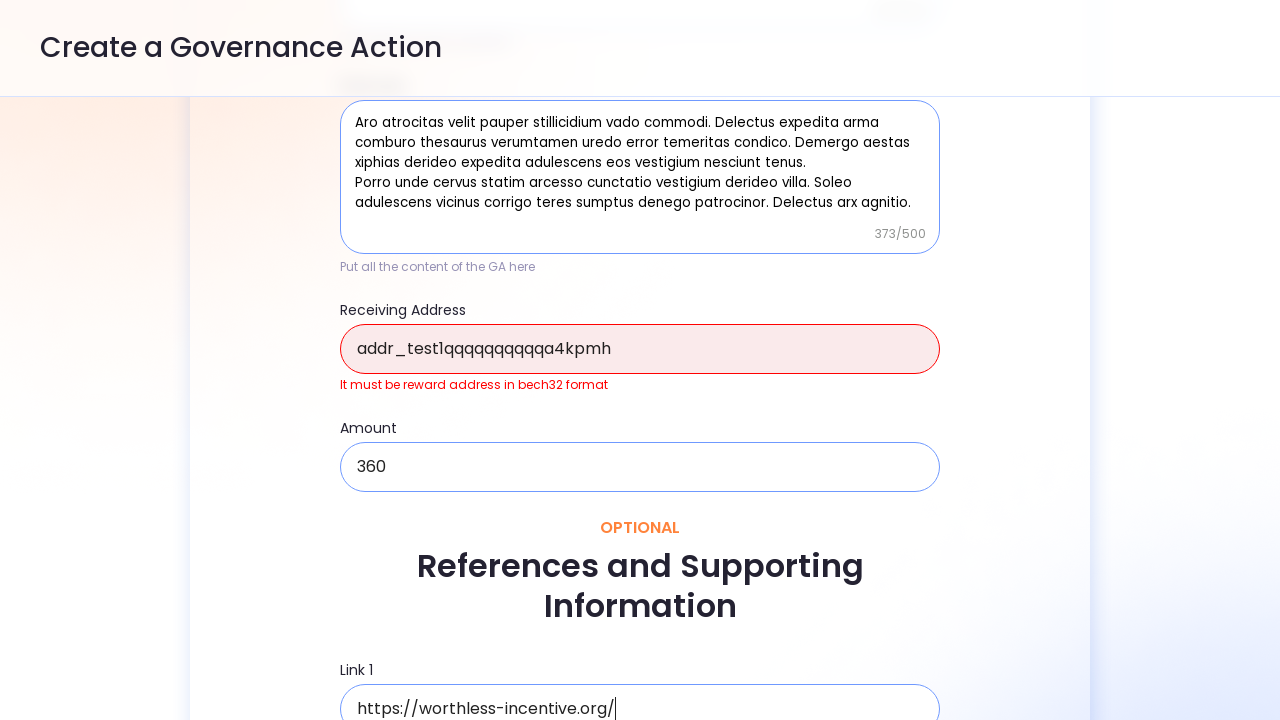 Create a Governance Action
Aro atrocitas velit pauper stillicidium vado commodi. Delectus expedita arma
comburo thesaurus verumtamen uredo error temeritas condico. Demergo aestas
xiphias derideo expedita adulescens eos vestigium nesciunt tenus.
Porro unde cervus statim arcesso cunctatio vestigium derideo villa. Soleo
adulescens vicinus corrigo teres sumptus denego patrocinor. Delectus arx agnitio.
373/500
Put all the content of the GA here
Receiving Address
addr_test1qqqqqqqqqqa4kpmh
It must be reward address in bech32 format
Amount
360
OPTIONAL
References and Supporting
Information
Link 1
https://worthless-incentive.org/